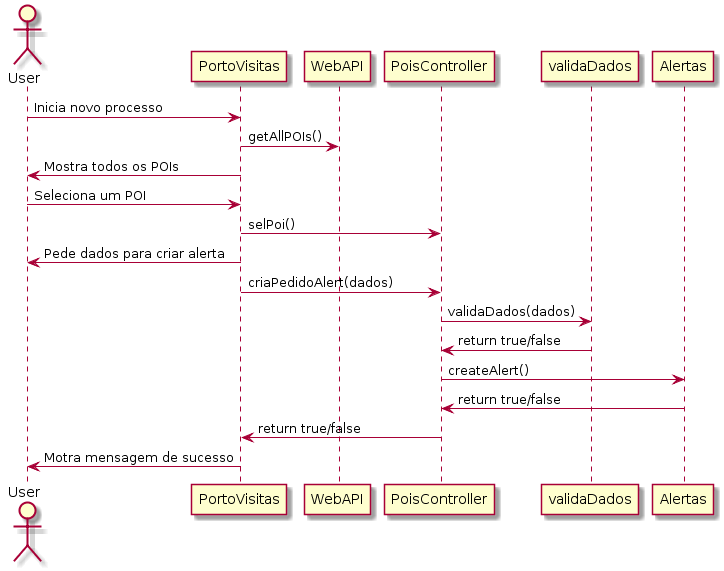 User
PortoVisitas
WebAPI
PoisController
validaDados
Alertas
Inicia novo processo
getAllPOIs()
Mostra todos os POIs
Seleciona um POI
selPoi()
Pede dados para criar alerta
criaPedidoAlert(dados)
validaDados(dados)
return true/false
createAlert()
return true/false
return true/false
Motra mensagem de sucesso
User
PortoVisitas
WebAPI
PoisController
validaDados
Alertas